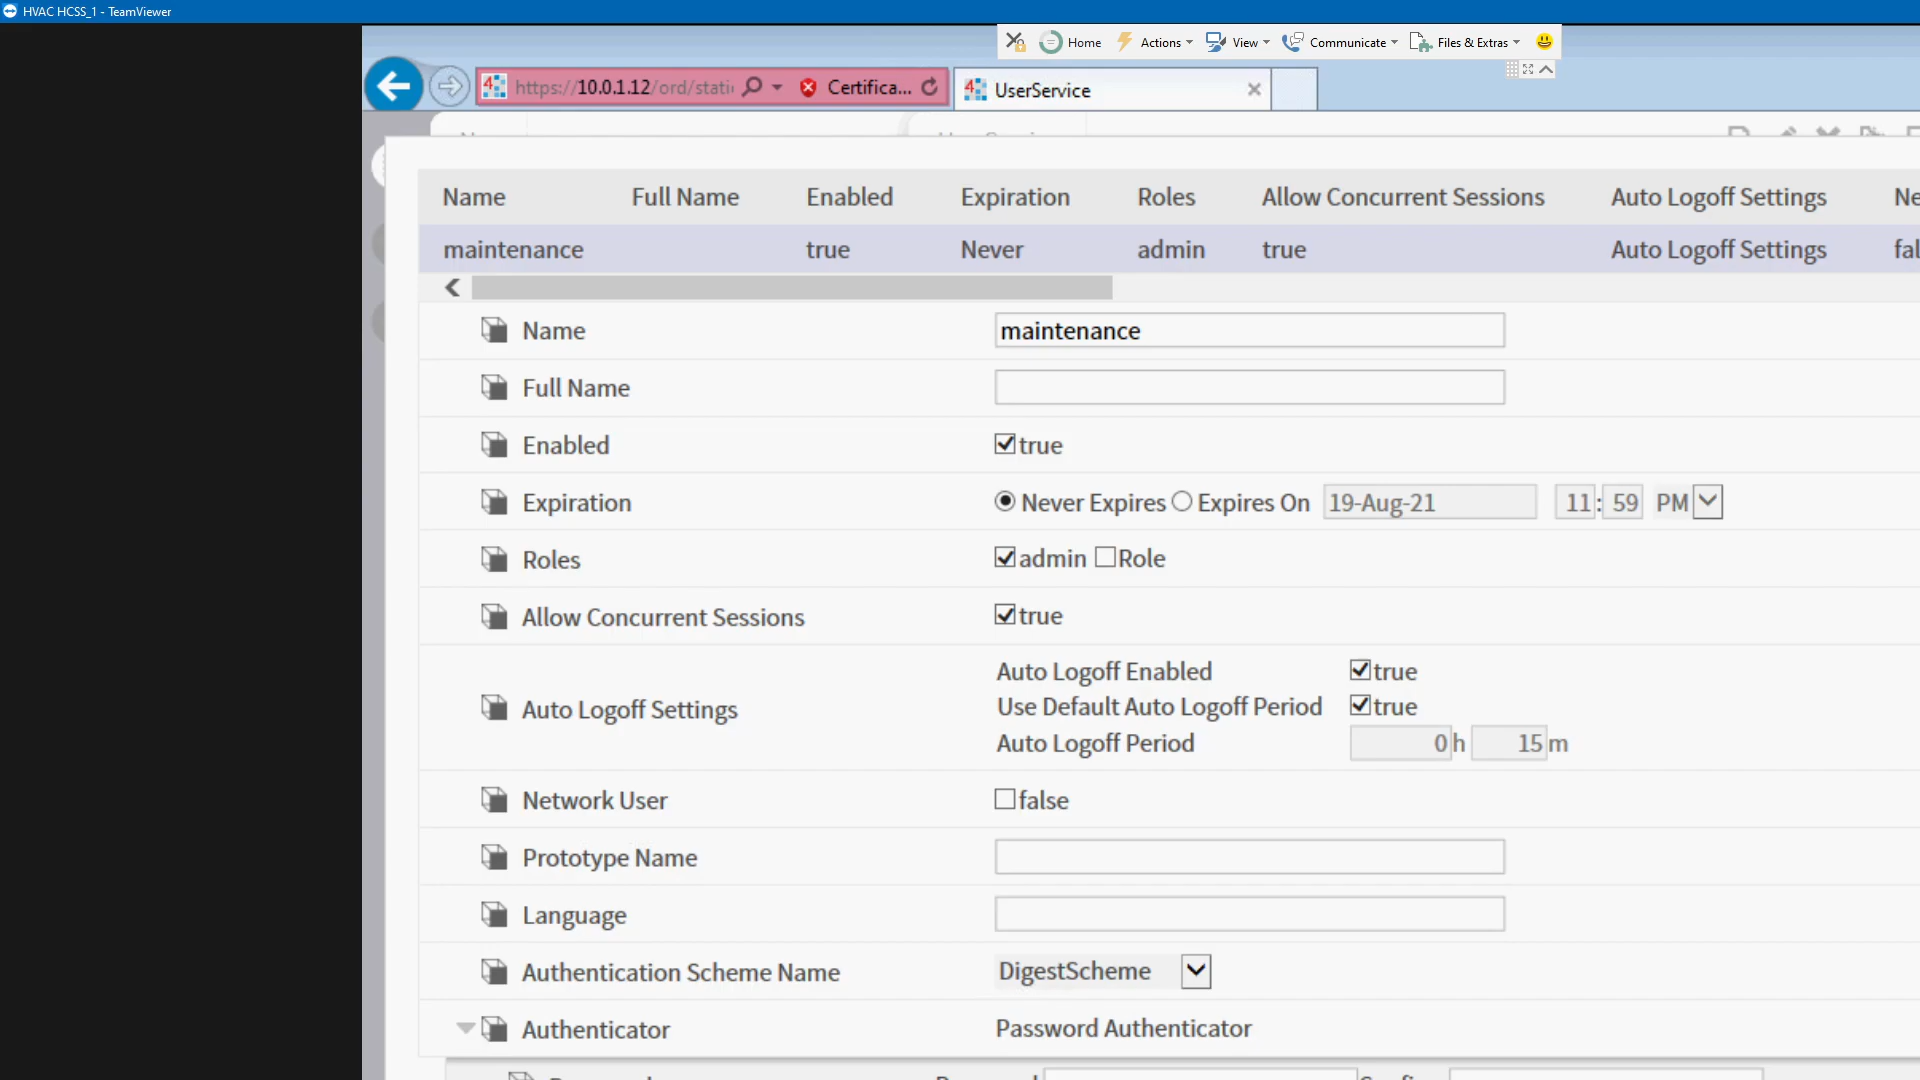 HVAC HCSS_1 - TeamViewer
Home Actions View Communicate Files & Extras
https://10.0.1.12/ord/stati Certifica... UserService
Name Full Name Enabled Expiration Roles Allow Concurrent Sessions Auto Logoff Settings Ne
maintenance true Never admin true Auto Logoff Settings fal
Name maintenance
Full Name
Enabled true
Expiration Never Expires Expires On 19-Aug-21 11 : 59 PM
Roles admin Role
Allow Concurrent Sessions true
Auto Logoff Enabled true
Auto Logoff Settings Use Default Auto Logoff Period true
Auto Logoff Period 0 h 15 m
Network User false
Prototype Name
Language
Authentication Scheme Name DigestScheme
Authenticator Password Authenticator